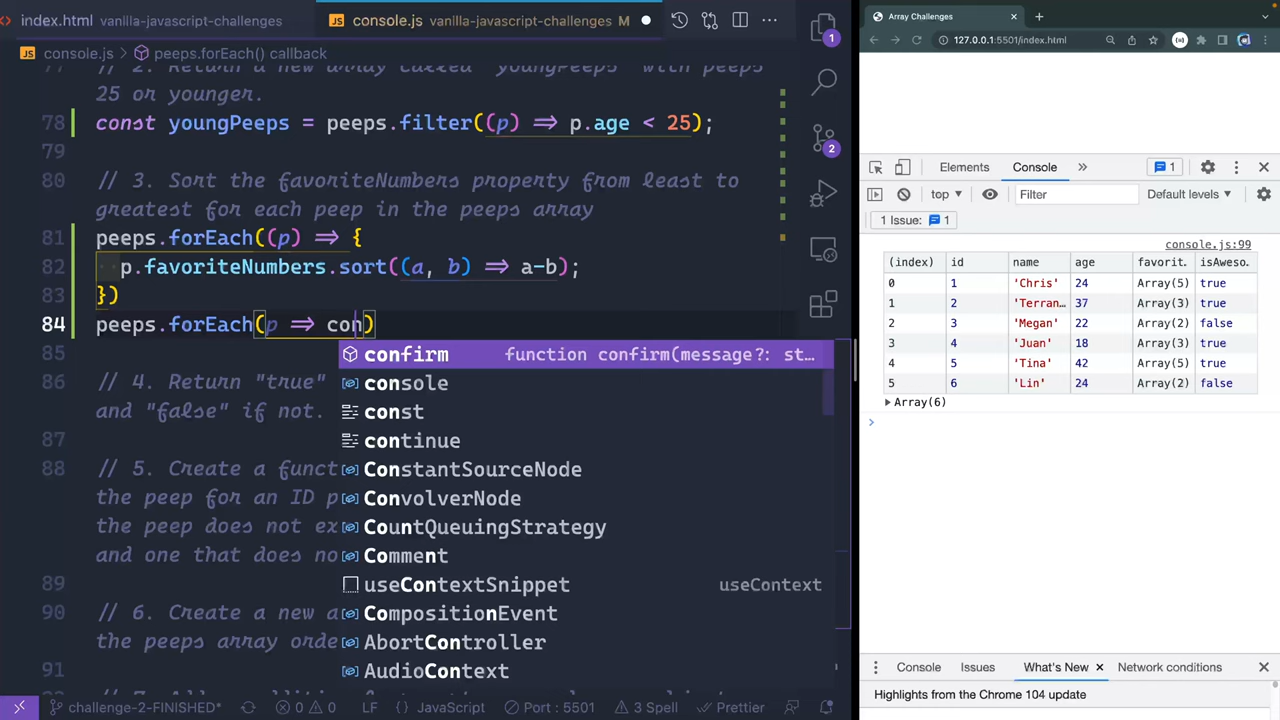 index.html vanilla-javascript-challenges
JS console.js vanilla-javascript-challenges M
JS console.js > peeps.forEach() callback
// 2. Return a new array called "youngPeeps" with peeps
25 or younger.
78 const youngPeeps = peeps.filter((p) => p.age < 25);
79
80 // 3. Sort the favoriteNumbers property from least to
greatest for each peep in the peeps array
81 peeps.forEach((p) => {
82 p.favoriteNumbers.sort((a, b) => a-b);
83 })
84 peeps.forEach(p => con)
85
86 // 4. Return "true"
and "false" if not.
87
88 // 5. Create a funct
the peep for an ID p
the peep does not ex
and one that does no
89
90 // 6. Create a new a
the peeps array orde
91
confirm function confirm(message?: st…
console
const
continue
ConstantSourceNode
ConvolverNode
CountQueuingStrategy
Comment
useContextSnippet useContext
CompositionEvent
AbortController
AudioContext
1
2
challenge-2-FINISHED* 0 0 LF {} JavaScript Port : 5501 3 Spell Prettier
Array Challenges
127.0.0.1:5501/index.html
Elements Console 1
top Filter Default levels
1 Issue: 1
console.js:99
(index) id name age favorit… isAweso…
0 1 'Chris' 24 Array(5) true
1 2 'Terran… 37 Array(3) true
2 3 'Megan' 22 Array(2) false
3 4 'Juan' 18 Array(3) true
4 5 'Tina' 42 Array(5) true
5 6 'Lin' 24 Array(2) false
Array(6)
Console Issues What's New Network conditions
Highlights from the Chrome 104 update